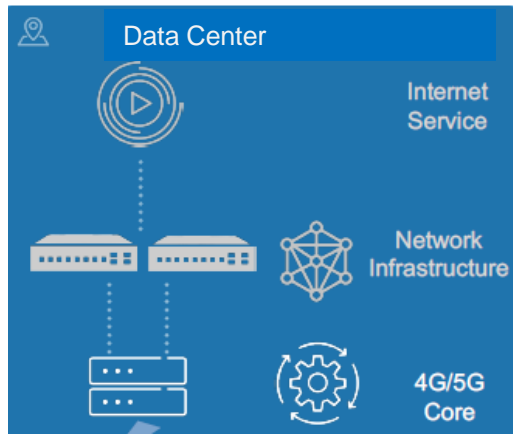 Data Center
Internet
Service
Network
Infrastructure
4G/5G
Core